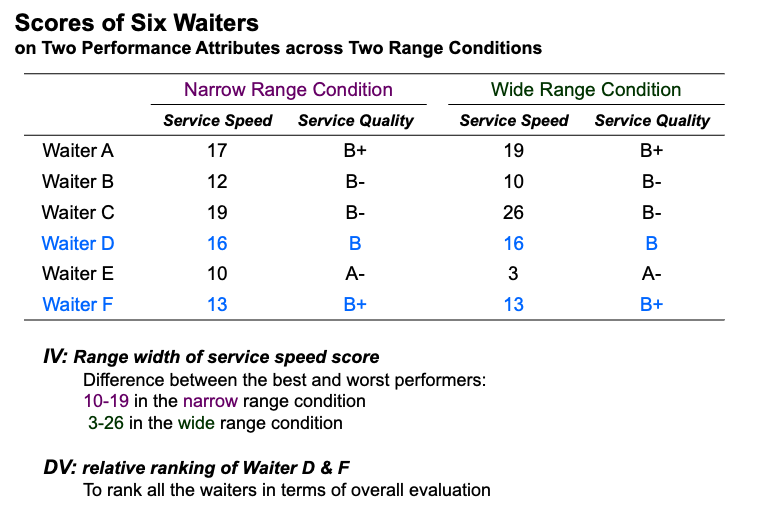 Scores of Six Waiters
on Two Performance Attributes across Two Range Conditions
Narrow Range Condition Wide Range Condition
Service Speed Service Quality Service Speed Service Quality
Waiter A 17 B+ 19 B+
Waiter B 12 B- 10 B-
Waiter C 19 B- 26 B-
Waiter D 16 B 16 B
Waiter E 10 A- 3 A-
Waiter F 13 B+ 13 B+
IV: Range width of service speed score
Difference between the best and worst performers:
10-19 in the narrow range condition
3-26 in the wide range condition
DV: relative ranking of Waiter D & F
To rank all the waiters in terms of overall evaluation